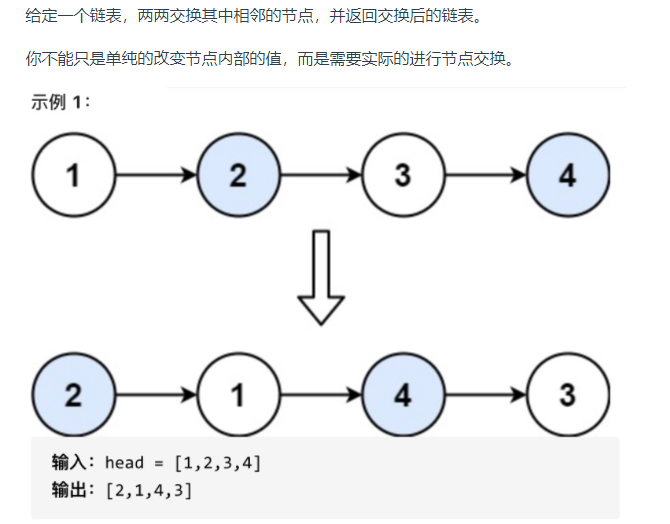 给定一个链表，两两交换其中相邻的节点，并返回交换后的链表。
你不能只是单纯的改变节点内部的值，而是需要实际的进行节点交换。
示例 1：
1 2 3 4
2 1 4 3
输入：head = [1,2,3,4]
输出：[2,1,4,3]